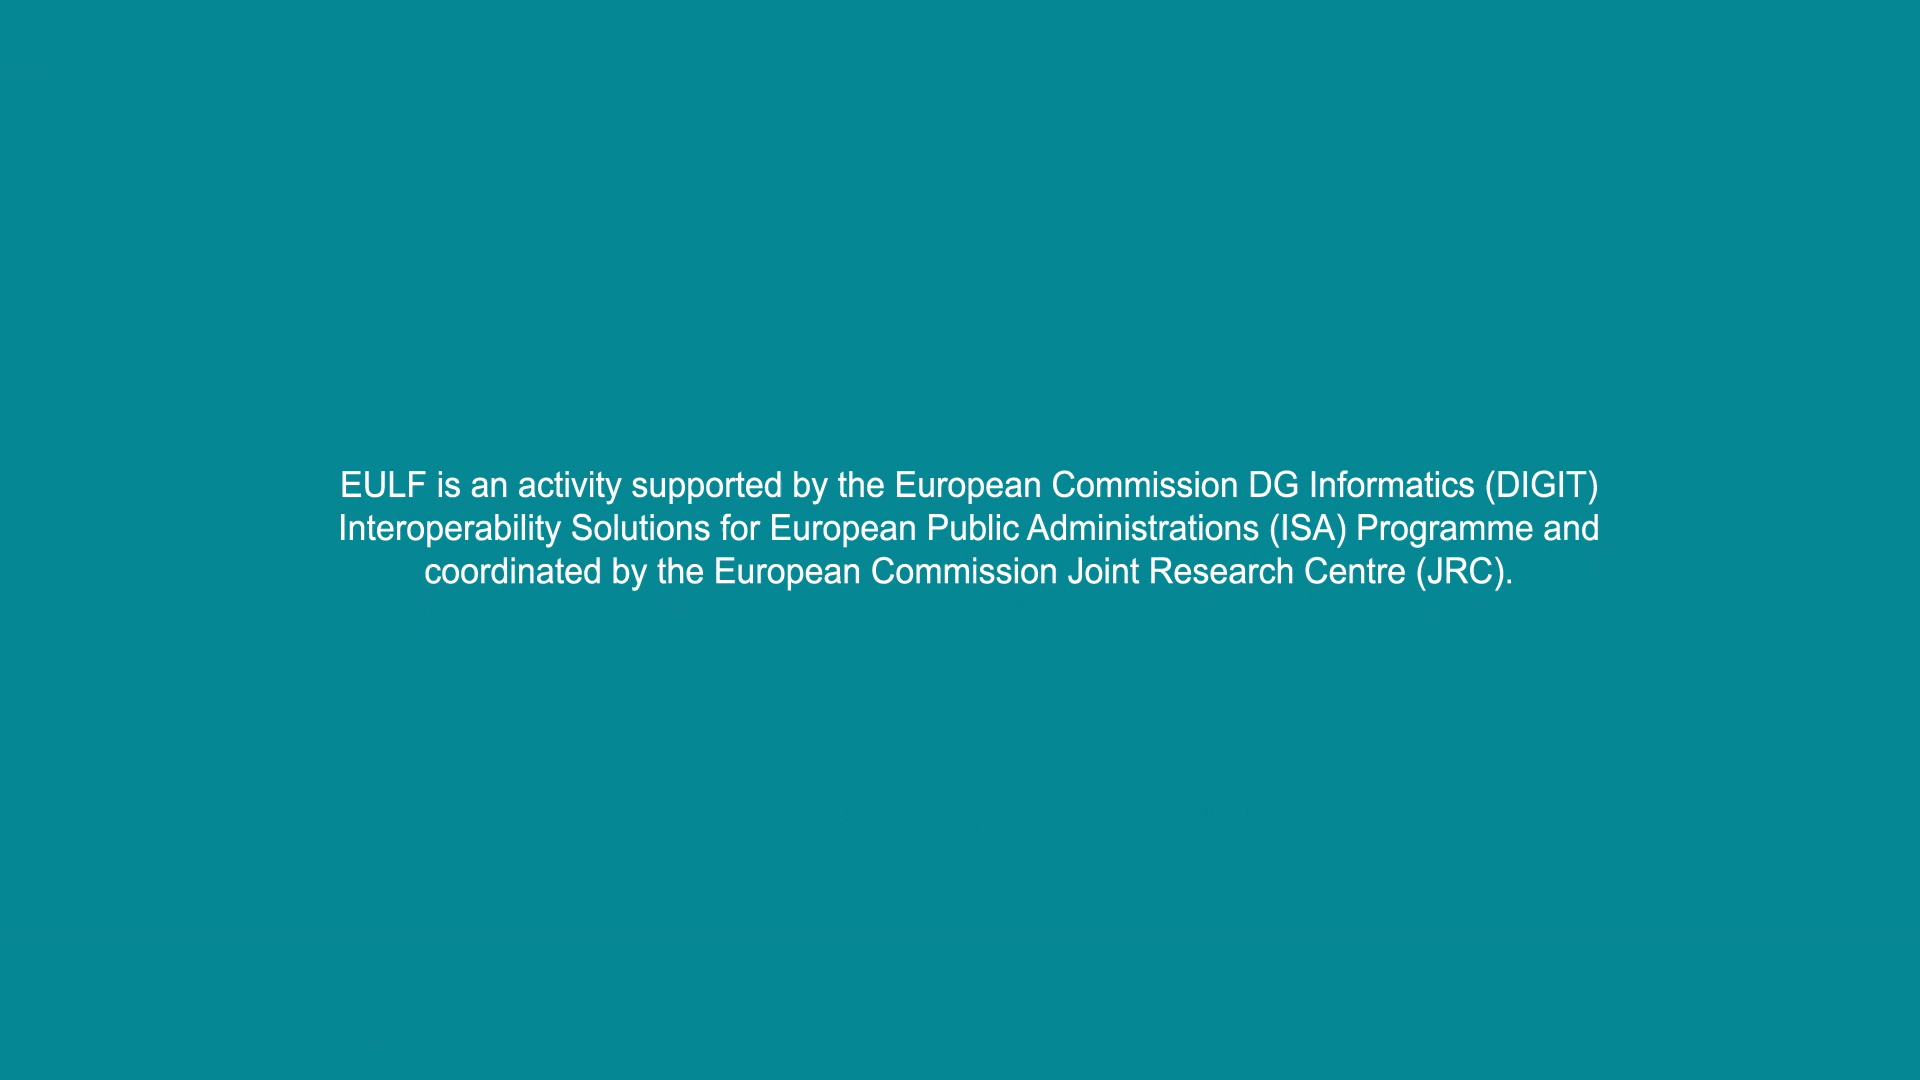 EULF is an activity supported by the European Commission DG Informatics (DIGIT)
Interoperability Solutions for European Public Administrations (ISA) Programme and
coordinated by the European Commission Joint Research Centre (JRC).